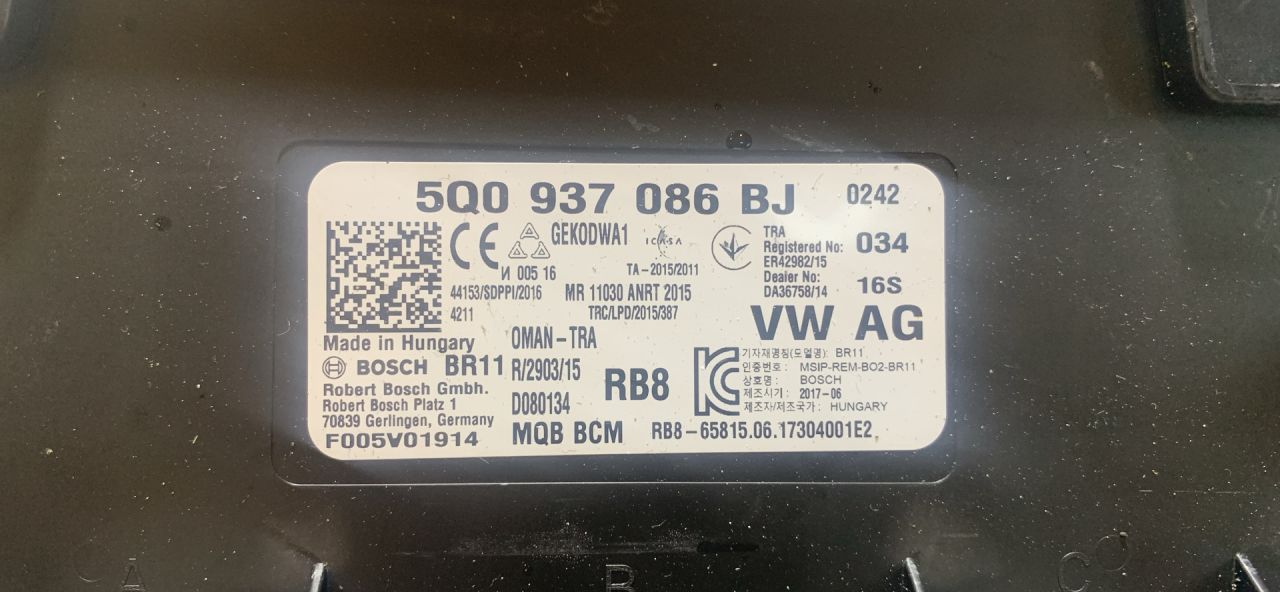 5Q0 937 086 BJ 0242
CE GEKODWA1 ICASA
И 005 16 TA-2015/2011
44153/SDPPI/2016
4211
MR 11030 ANRT 2015
TRC/LPD/2015/387
TRA
Registered No: 034
ER42982/15
Dealer No: 16S
DA36758/14
VW AG
Made in Hungary
BOSCH BR11
Robert Bosch Gmbh.
Robert Bosch Platz 1
70839 Gerlingen, Germany
F005V01914
OMAN-TRA
R/2903/15
D080134
RB8
MQB BCM
기자재명칭(모델명): BR11
인증번호: MSIP-REM-BO2-BR11
상호명: BOSCH
제조시기: 2017-06
제조자/제조국가: HUNGARY
RB8-65815.06.17304001E2
A B C